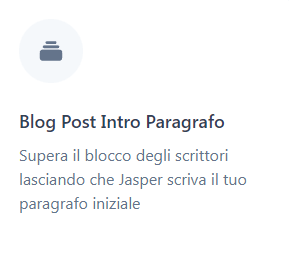 Blog Post Intro Paragrafo
Supera il blocco degli scrittori
lasciando che Jasper scriva il tuo
paragrafo iniziale